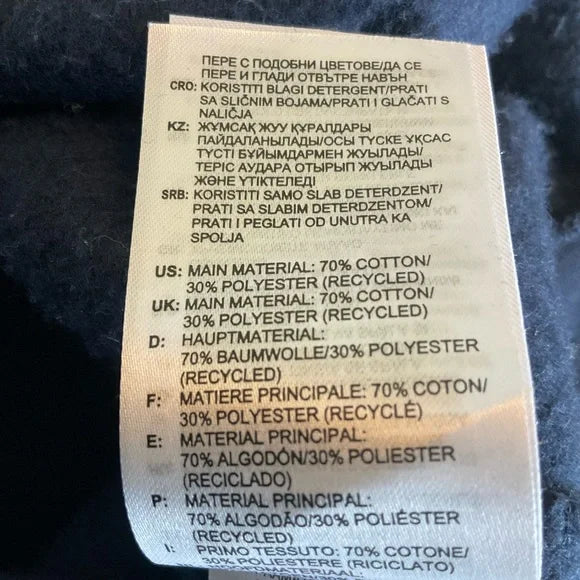 ПЕРЕ С ПОДОБНИ ЦВЕТОВЕ/ДА СЕ
ПЕРЕ И ГЛАДИ ОТВЪТРЕ НАВЪН
CRO: KORISTITI BLAGI DETERGENT/PRATI
SA SLIČNIM BOJAMA/PRATI I GLAČATI S
NALIČJA
KZ: ЖҰМСАҚ ЖУУ ҚҰРАЛДАРЫ
ПАЙДАЛАНЫЛАДЫ/ОСЫ ТҮСКЕ ҰҚСАС
ТҮСТІ БҰЙЫМДАРМЕН ЖУЫЛАДЫ/
ТЕРІС АУДАРА ОТЫРЫП ЖУЫЛАДЫ
ЖӘНЕ ҮТІКТЕЛЕДІ
SRB: KORISTITI SAMO SLAB DETERDZENT/
PRATI SA SLABIM DETERDZENTOM/
PRATI I PEGLATI OD UNUTRA KA
SPOLJA
US: MAIN MATERIAL: 70% COTTON/
30% POLYESTER (RECYCLED)
UK: MAIN MATERIAL: 70% COTTON/
30% POLYESTER (RECYCLED)
D: HAUPTMATERIAL:
70% BAUMWOLLE/30% POLYESTER
(RECYCLED)
F: MATIERE PRINCIPALE: 70% COTON/
30% POLYESTER (RECYCLÉ)
E: MATERIAL PRINCIPAL:
70% ALGODÓN/30% POLIESTER
(RECICLADO)
P: MATERIAL PRINCIPAL:
70% ALGODÃO/30% POLIÉSTER
(RECYCLED)
I: PRIMO TESSUTO: 70% COTONE/
30% POLIESTERE (RICICLATO)